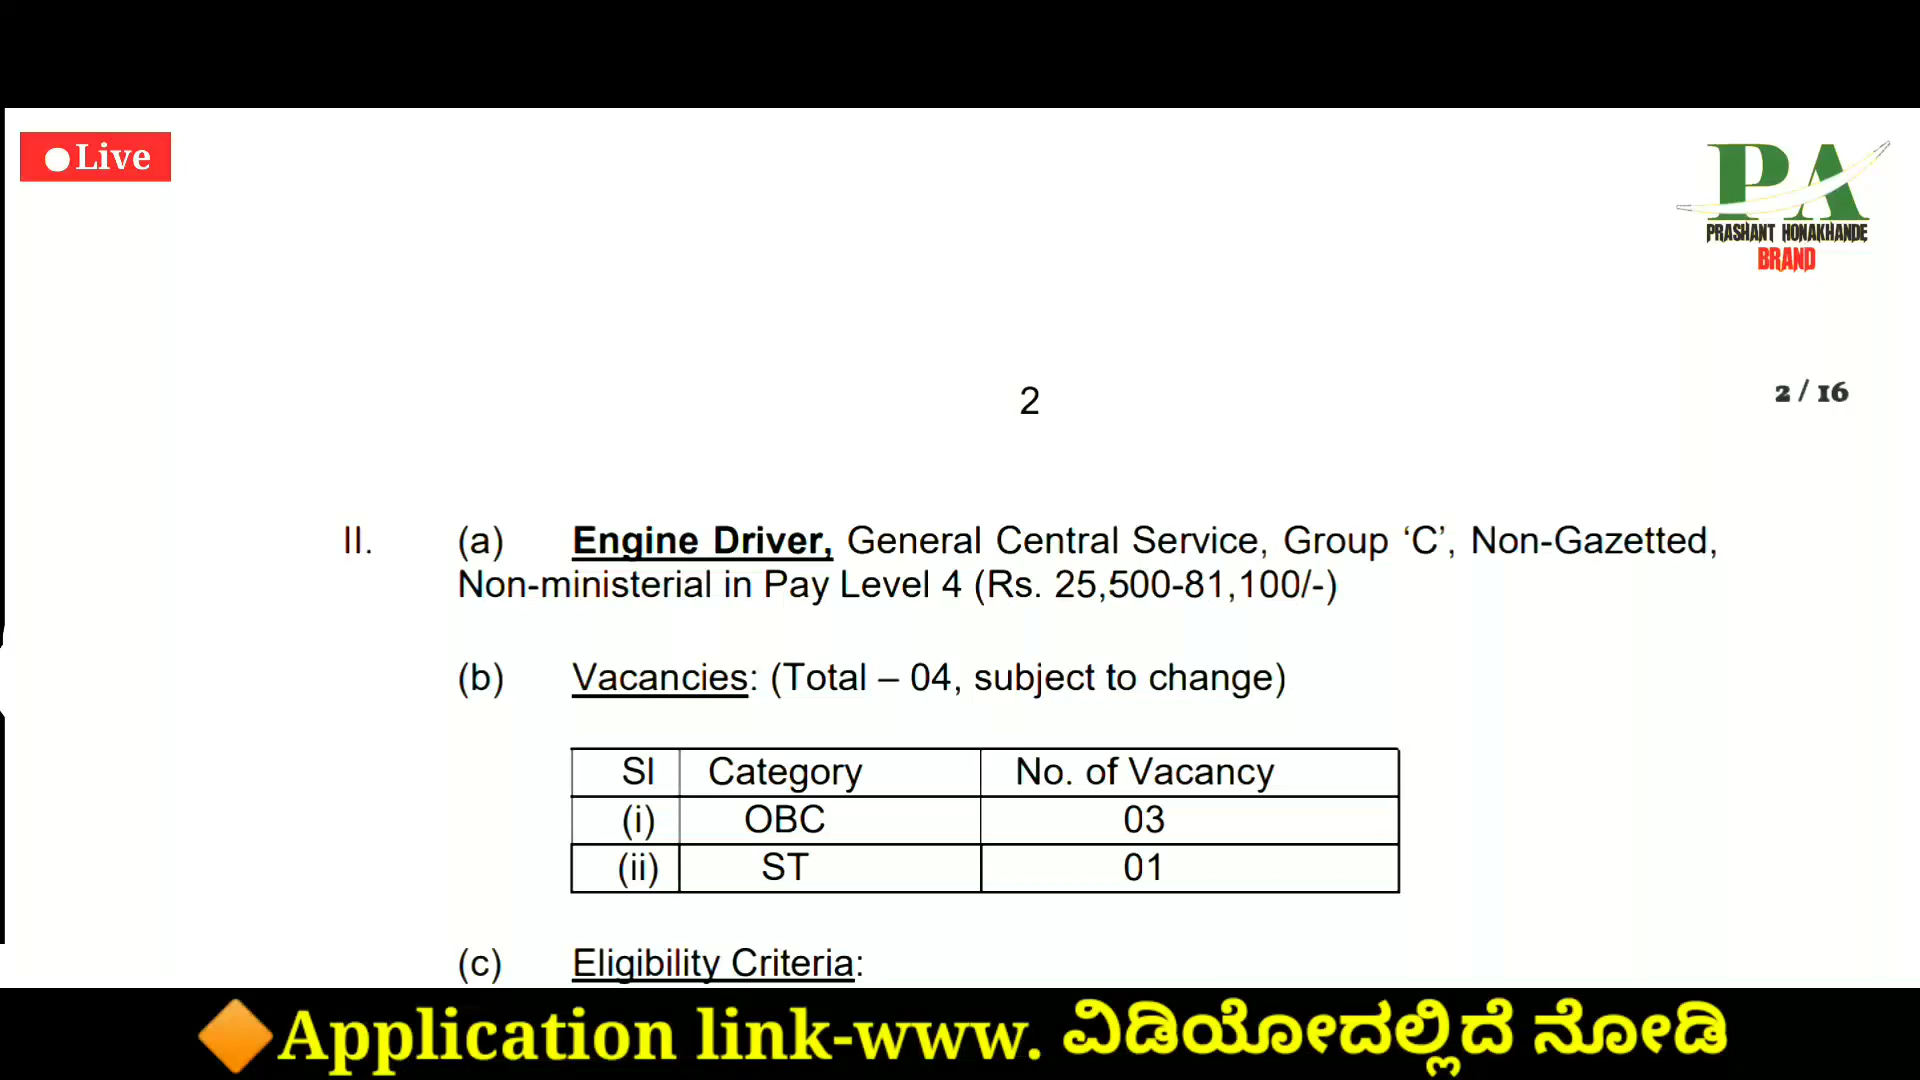 Live
PA
PRASHANT HONAKHANDE
BRAND
2
2 / 16
II. (a) Engine Driver, General Central Service, Group ‘C’, Non-Gazetted,
Non-ministerial in Pay Level 4 (Rs. 25,500-81,100/-)
(b) Vacancies: (Total – 04, subject to change)
Sl Category No. of Vacancy
(i) OBC 03
(ii) ST 01
(c) Eligibility Criteria:
🔶Application link-www. ವಿಡಿಯೋದಲ್ಲಿದೆ ನೋಡಿ